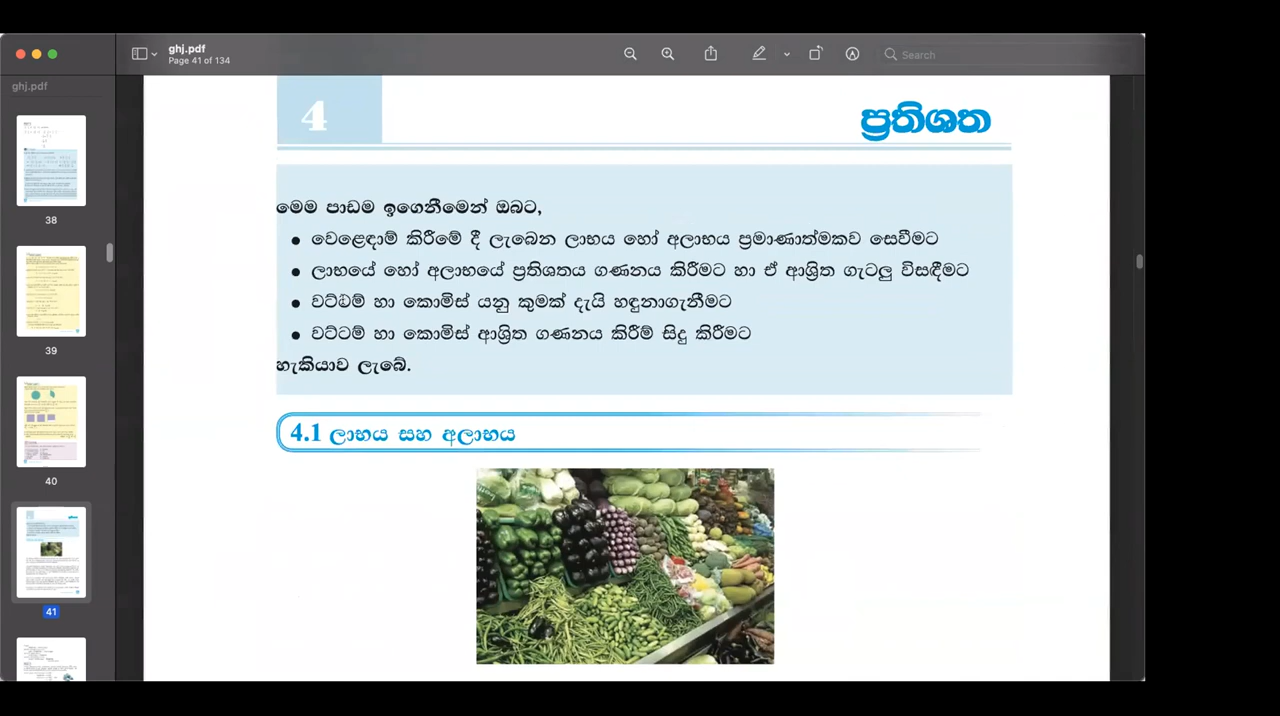 ghj.pdf
Page 41 of 134
Search
ghj.pdf
38
39
40
41
4
ප්‍රතිශත
මෙම පාඩම ඉගෙනීමෙන් ඔබට,
● වෙළෙඳාම් කිරීමේ දී ලැබෙන ලාභය හෝ අලාභය ප්‍රමාණාත්මකව සෙවීමට
● ලාභයේ හෝ අලාභයේ ප්‍රතිශතය ගණනය කිරීමට හා ඒ ආශ්‍රිත ගැටලු විසඳීමට
● වට්ටම් හා කොමිස් යනු කුමක් දැයි හඳුනාගැනීමට
● වට්ටම් හා කොමිස් ආශ්‍රිත ගණනය කිරීම් සිදු කිරීමට
හැකියාව ලැබේ.
4.1 ලාභය සහ අලාභය